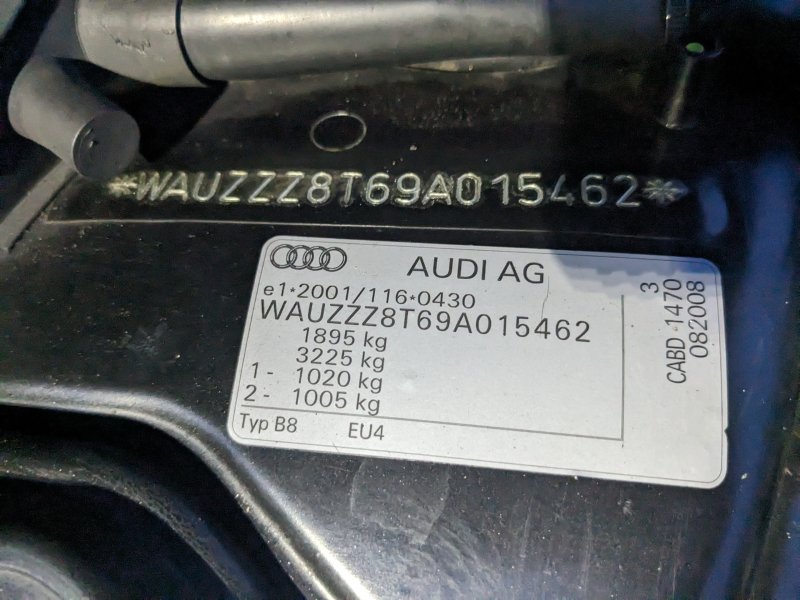 *WAUZZZ8T69A015462*
AUDI AG
e1*2001/116*0430
WAUZZZ8T69A015462
1895 kg
3225 kg
1 - 1020 kg
2 - 1005 kg
Typ B8 EU4
3
CABD -1470
082008